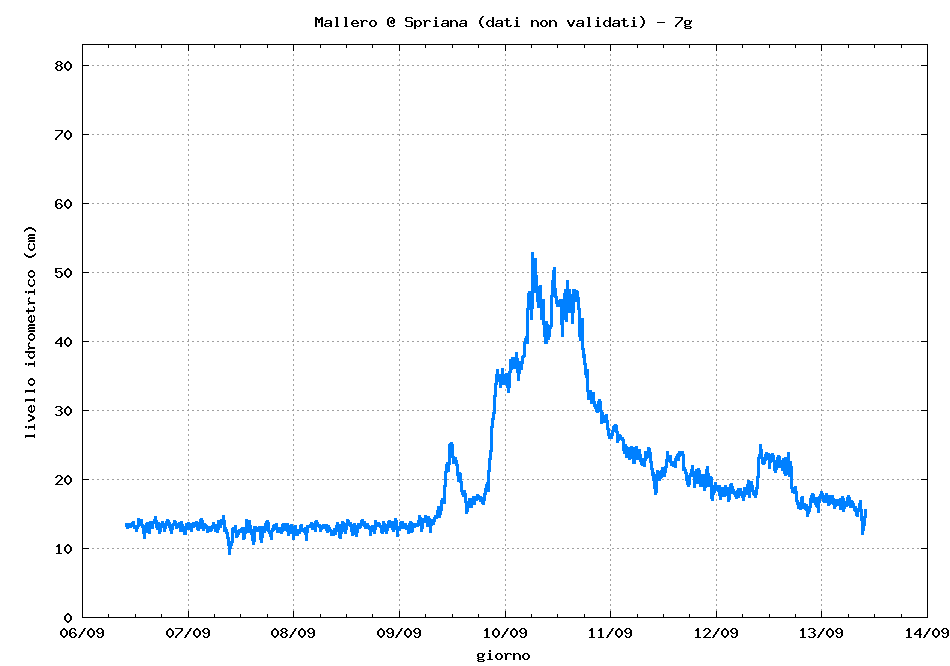 Mallero @ Spriana (dati non validati) - 7g
livello idrometrico (cm)
80
70
60
50
40
30
20
10
0
06/09 07/09 08/09 09/09 10/09 11/09 12/09 13/09 14/09
giorno